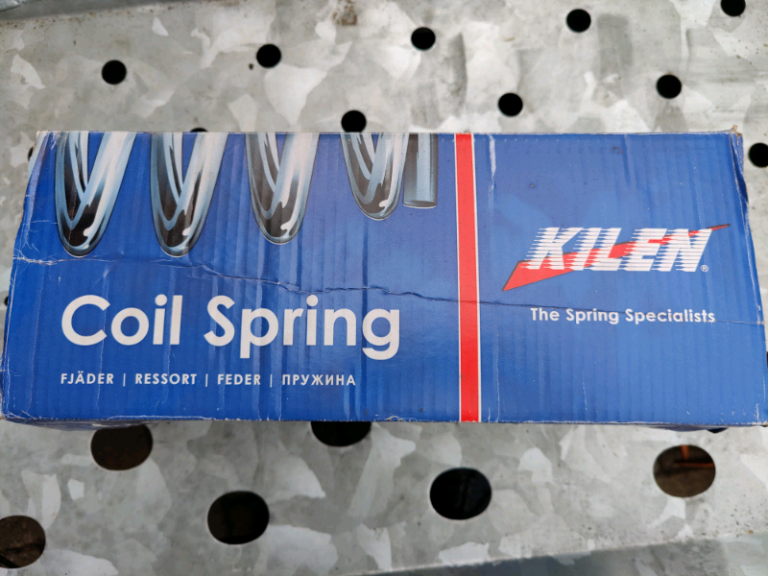 Coil Spring
FJÄDER | RESSORT | FEDER | ПРУЖИНА
KILEN®
The Spring Specialists